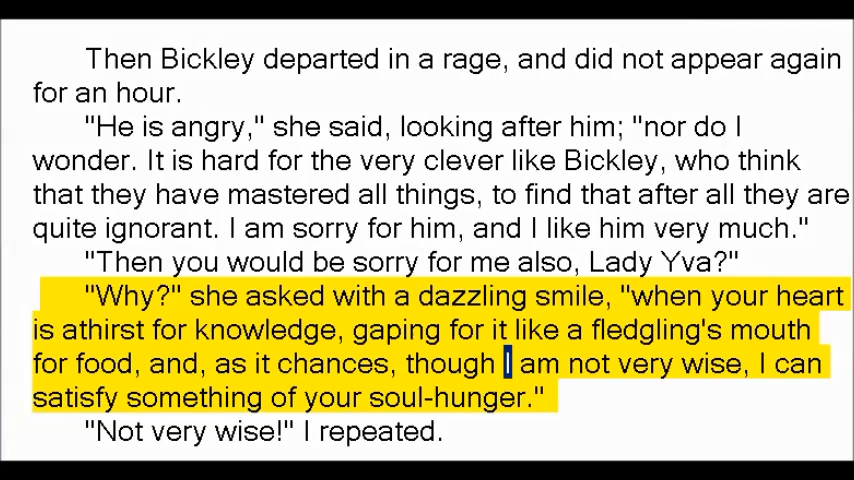 Then Bickley departed in a rage, and did not appear again
for an hour.
"He is angry," she said, looking after him; "nor do I
wonder. It is hard for the very clever like Bickley, who think
that they have mastered all things, to find that after all they are
quite ignorant. I am sorry for him, and I like him very much."
"Then you would be sorry for me also, Lady Yva?"
"Why?" she asked with a dazzling smile, "when your heart
is athirst for knowledge, gaping for it like a fledgling's mouth
for food, and, as it chances, though I am not very wise, I can
satisfy something of your soul-hunger."
"Not very wise!" I repeated.